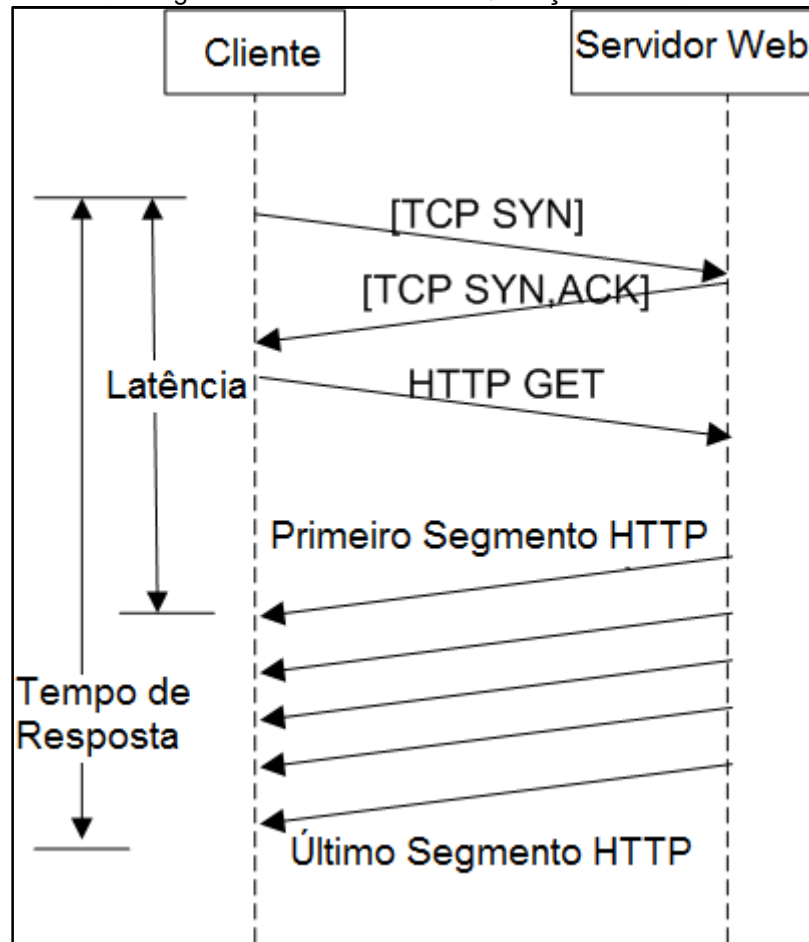 Cliente
Servidor Web
[TCP SYN]
[TCP SYN,ACK]
Latência
HTTP GET
Primeiro Segmento HTTP
Tempo de
Resposta
Último Segmento HTTP